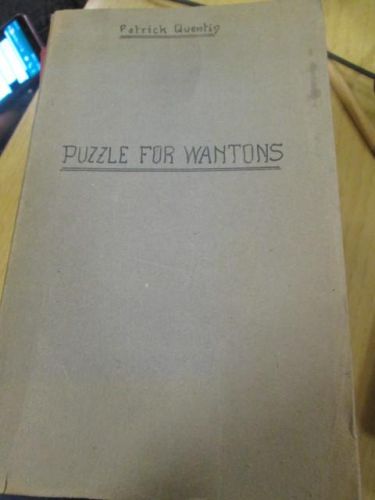 Patrick Quentin
PUZZLE FOR WANTONS